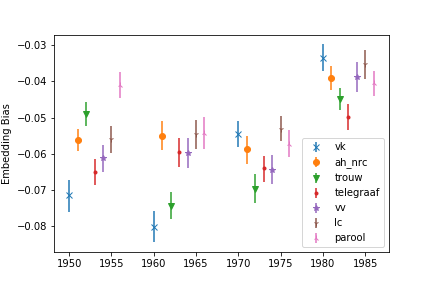 −0.03
−0.04
−0.05
−0.06
−0.07
−0.08
Embedding Bias
1950
1955
1960
1965
1970
1975
1980
1985
vk
ah_nrc
trouw
telegraaf
vv
lc
parool